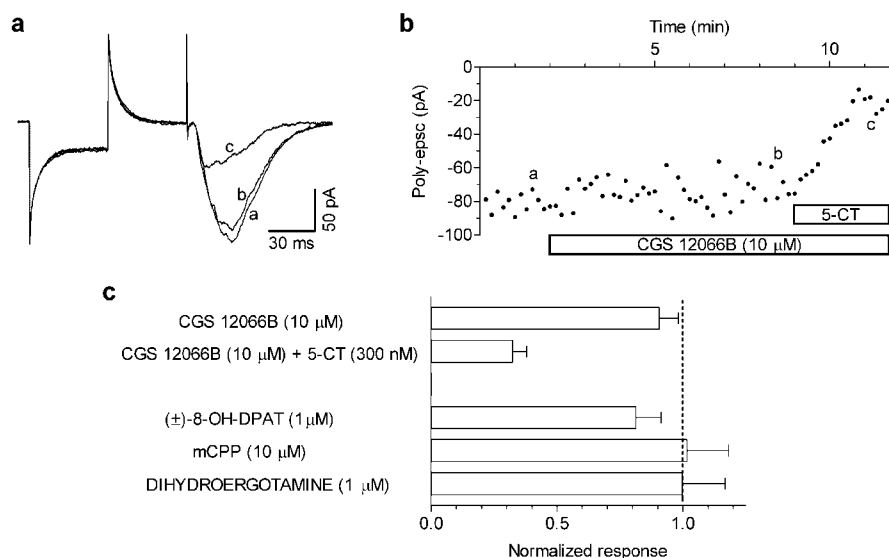 a
c
b
a
50 pA
30 ms
b
Time (min)
5 10
0
-20
-40
-60
-80
-100
Poly-epsc (pA)
a
b
c
5-CT
CGS 12066B (10 µM)
c
CGS 12066B (10 µM)
CGS 12066B (10 µM) + 5-CT (300 nM)
(±)-8-OH-DPAT (1µM)
mCPP (10 µM)
DIHYDROERGOTAMINE (1 µM)
0.0 0.5 1.0
Normalized response